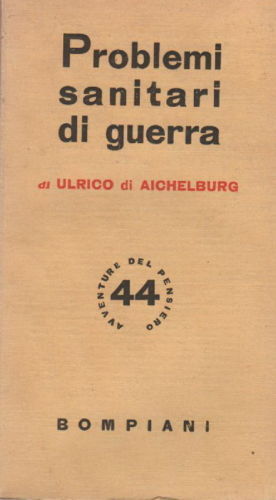 Problemi
sanitari
di guerra
di ULRICO di AICHELBURG
AVVENTURE DEL PENSIERO
44
BOMPIANI